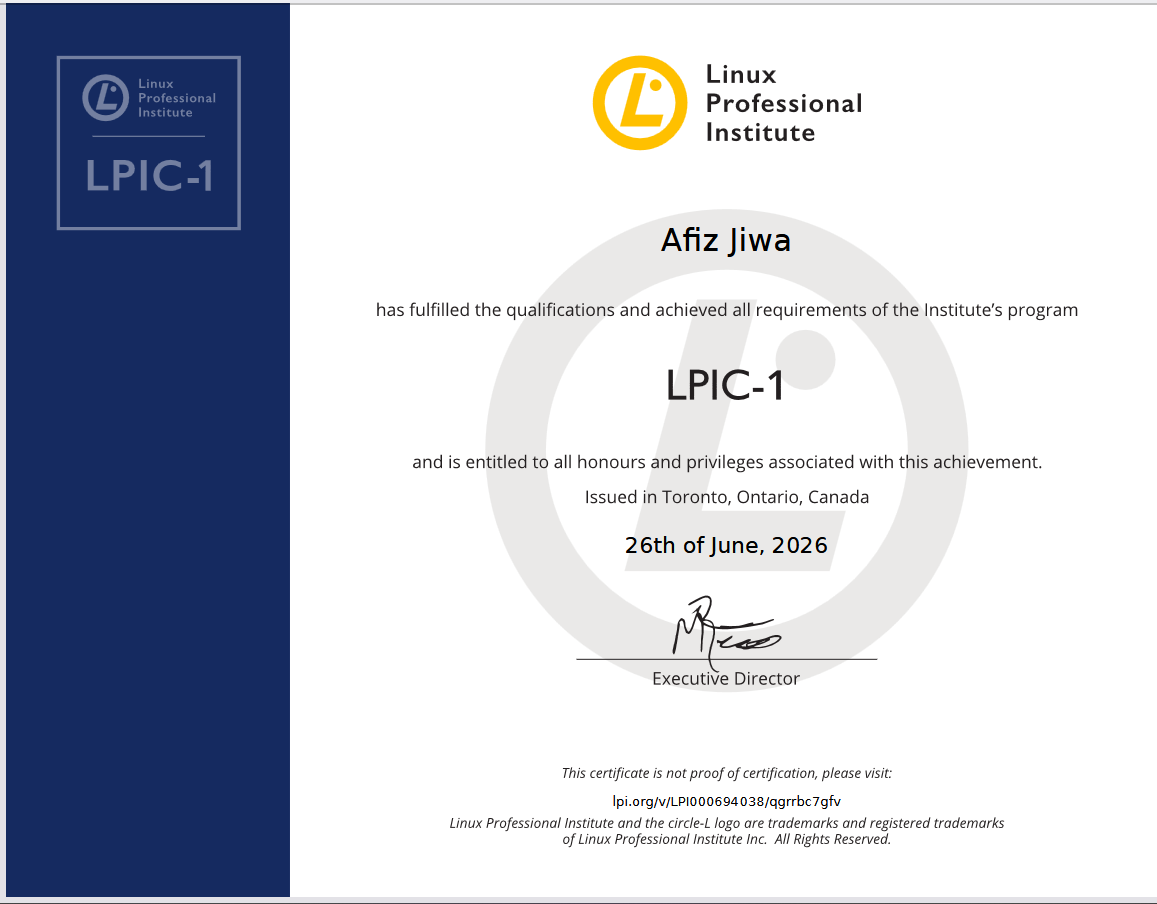 Linux
Professional
Institute
LPIC-1
Linux
Professional
Institute
Afiz Jiwa
has fulfilled the qualifications and achieved all requirements of the Institute’s program
LPIC-1
and is entitled to all honours and privileges associated with this achievement.
Issued in Toronto, Ontario, Canada
26th of June, 2026
Executive Director
This certificate is not proof of certification, please visit:
lpi.org/v/LPI000694038/qgrrbc7gfv
Linux Professional Institute and the circle-L logo are trademarks and registered trademarks
of Linux Professional Institute Inc.  All Rights Reserved.